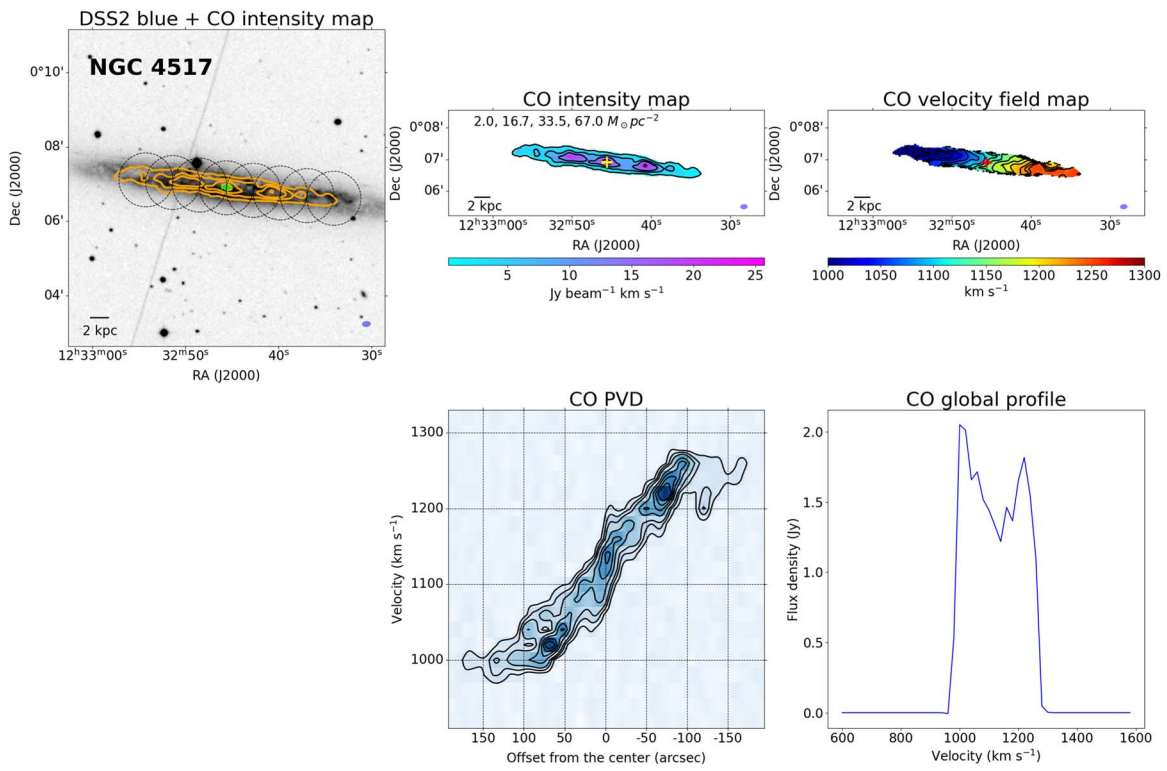 DSS2 blue + CO intensity map
NGC 4517
0°10'
08'
06'
04'
Dec (J2000)
2 kpc
12ʰ33ᵐ00ˢ
32ᵐ50ˢ
40ˢ
30ˢ
RA (J2000)
CO intensity map
2.0, 16.7, 33.5, 67.0 M⊙pc⁻²
0°08'
07'
06'
Dec (J2000)
2 kpc
12ʰ33ᵐ00ˢ
32ᵐ50ˢ
40ˢ
30ˢ
RA (J2000)
5
10
15
20
25
Jy beam⁻¹ km s⁻¹
CO velocity field map
0°08'
07'
06'
Dec (J2000)
2 kpc
12ʰ33ᵐ00ˢ
32ᵐ50ˢ
40ˢ
30ˢ
RA (J2000)
1000
1050
1100
1150
1200
1250
1300
km s⁻¹
CO PVD
1300
1200
1100
1000
Velocity (km s⁻¹)
150
100
50
0
-50
-100
-150
Offset from the center (arcsec)
CO global profile
2.0
1.5
1.0
0.5
0.0
Flux density (Jy)
600
800
1000
1200
1400
1600
Velocity (km s⁻¹)